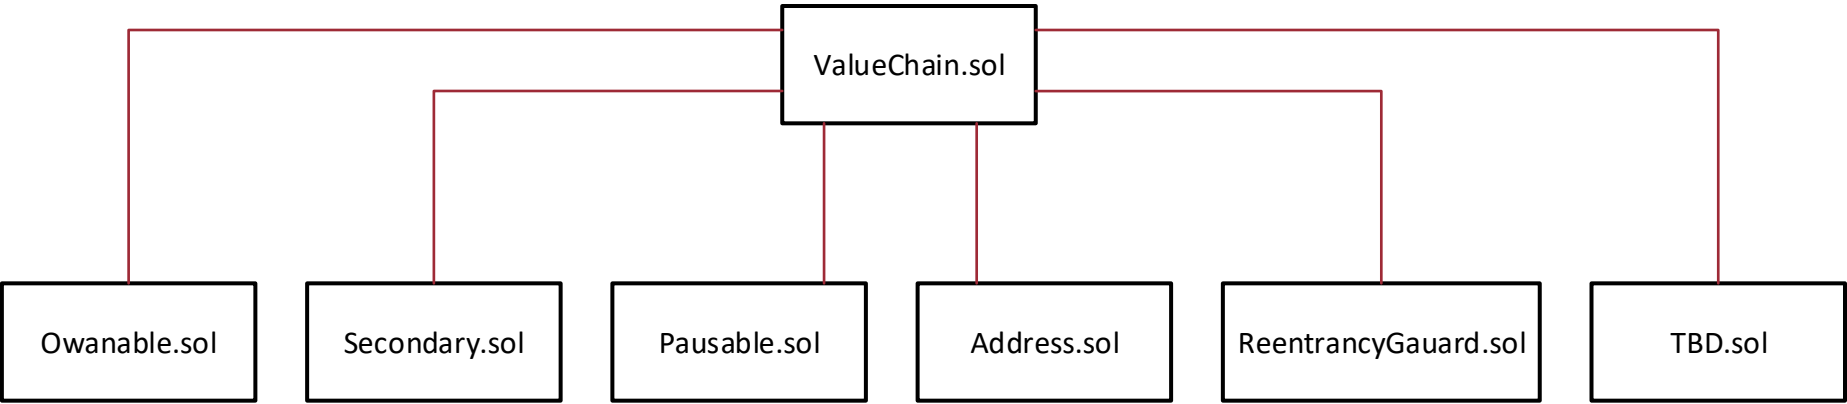 ValueChain.sol
Owanable.sol
Secondary.sol
Pausable.sol
Address.sol
ReentrancyGauard.sol
TBD.sol